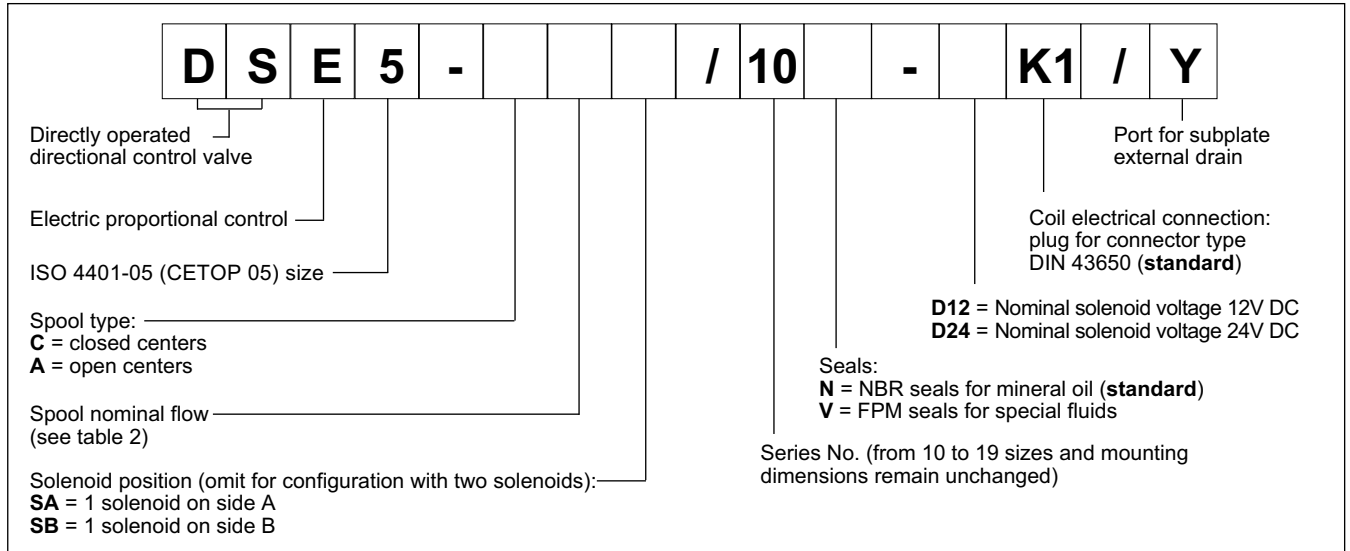 D S E 5 - / 10 - K1 / Y
Directly operated
directional control valve
Electric proportional control
ISO 4401-05 (CETOP 05) size
Spool type:
C = closed centers
A = open centers
Spool nominal flow
(see table 2)
Solenoid position (omit for configuration with two solenoids):
SA = 1 solenoid on side A
SB = 1 solenoid on side B
Port for subplate
external drain
Coil electrical connection:
plug for connector type
DIN 43650 (standard)
D12 = Nominal solenoid voltage 12V DC
D24 = Nominal solenoid voltage 24V DC
Seals:
N = NBR seals for mineral oil (standard)
V = FPM seals for special fluids
Series No. (from 10 to 19 sizes and mounting
dimensions remain unchanged)